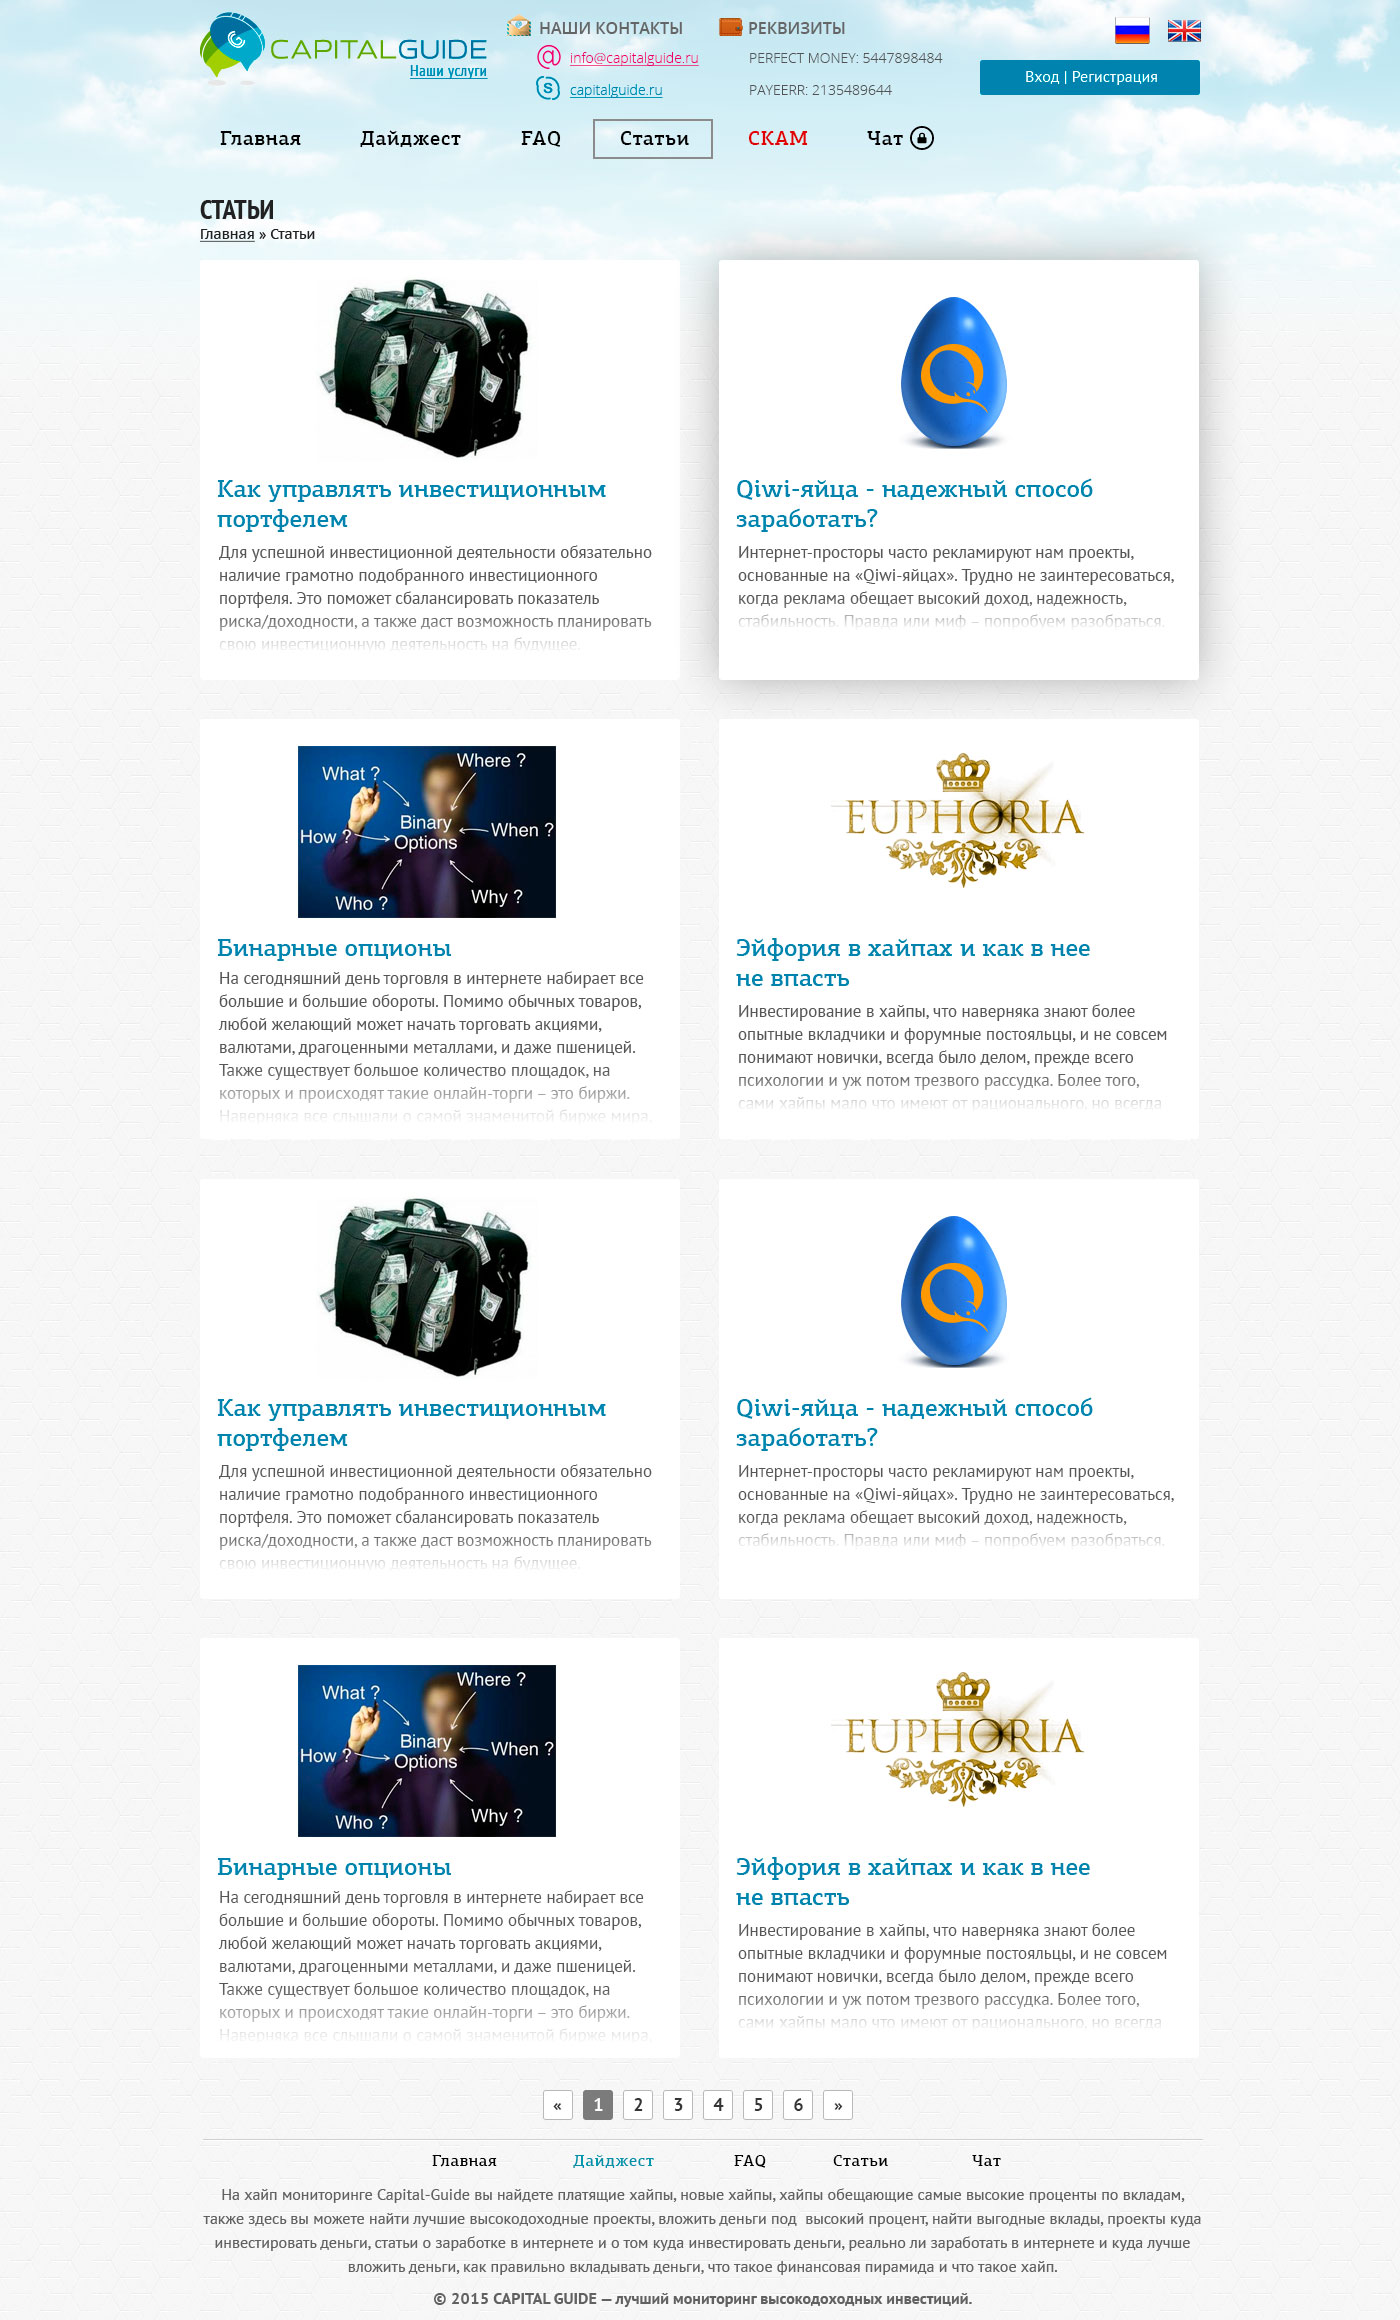 CAPITALGUIDE
Наши услуги
НАШИ КОНТАКТЫ
info@capitalguide.ru
capitalguide.ru
РЕКВИЗИТЫ
PERFECT MONEY: 5447898484
PAYEERR: 2135489644
Вход | Регистрация
Главная
Дайджест
FAQ
Статьи
СКАМ
Чат
СТАТЬИ
Главная » Статьи
Как управлять инвестиционным
портфелем
Для успешной инвестиционной деятельности обязательно
наличие грамотно подобранного инвестиционного
портфеля. Это поможет сбалансировать показатель
риска/доходности, а также даст возможность планировать
свою инвестиционную деятельность на будущее.
Qiwi-яйца - надежный способ
заработать?
Интернет-просторы часто рекламируют нам проекты,
основанные на «Qiwi-яйцах». Трудно не заинтересоваться,
когда реклама обещает высокий доход, надежность,
стабильность. Правда или миф – попробуем разобраться.
What ?
Where ?
How ?
Binary
Options
When ?
Who ?
Why ?
Бинарные опционы
На сегодняшний день торговля в интернете набирает все
большие и большие обороты. Помимо обычных товаров,
любой желающий может начать торговать акциями,
валютами, драгоценными металлами, и даже пшеницей.
Также существует большое количество площадок, на
которых и происходят такие онлайн-торги – это биржи.
Наверняка все слышали о самой знаменитой бирже мира,
EUPHORIA
Эйфория в хайпах и как в нее
не впасть
Инвестирование в хайпы, что наверняка знают более
опытные вкладчики и форумные постояльцы, и не совсем
понимают новички, всегда было делом, прежде всего
психологии и уж потом трезвого рассудка. Более того,
сами хайпы мало что имеют от рационального, но всегда
Как управлять инвестиционным
портфелем
Для успешной инвестиционной деятельности обязательно
наличие грамотно подобранного инвестиционного
портфеля. Это поможет сбалансировать показатель
риска/доходности, а также даст возможность планировать
свою инвестиционную деятельность на будущее.
Qiwi-яйца - надежный способ
заработать?
Интернет-просторы часто рекламируют нам проекты,
основанные на «Qiwi-яйцах». Трудно не заинтересоваться,
когда реклама обещает высокий доход, надежность,
стабильность. Правда или миф – попробуем разобраться.
What ?
Where ?
How ?
Binary
Options
When ?
Who ?
Why ?
Бинарные опционы
На сегодняшний день торговля в интернете набирает все
большие и большие обороты. Помимо обычных товаров,
любой желающий может начать торговать акциями,
валютами, драгоценными металлами, и даже пшеницей.
Также существует большое количество площадок, на
которых и происходят такие онлайн-торги – это биржи.
Наверняка все слышали о самой знаменитой бирже мира,
EUPHORIA
Эйфория в хайпах и как в нее
не впасть
Инвестирование в хайпы, что наверняка знают более
опытные вкладчики и форумные постояльцы, и не совсем
понимают новички, всегда было делом, прежде всего
психологии и уж потом трезвого рассудка. Более того,
сами хайпы мало что имеют от рационального, но всегда
« 1 2 3 4 5 6 »
Главная
Дайджест
FAQ
Статьи
Чат
На хайп мониторинге Capital-Guide вы найдете платящие хайпы, новые хайпы, хайпы обещающие самые высокие проценты по вкладам,
также здесь вы можете найти лучшие высокодоходные проекты, вложить деньги под высокий процент, найти выгодные вклады, проекты куда
инвестировать деньги, статьи о заработке в интернете и о том куда инвестировать деньги, реально ли заработать в интернете и куда лучше
вложить деньги, как правильно вкладывать деньги, что такое финансовая пирамида и что такое хайп.
© 2015 CAPITAL GUIDE — лучший мониторинг высокодоходных инвестиций.